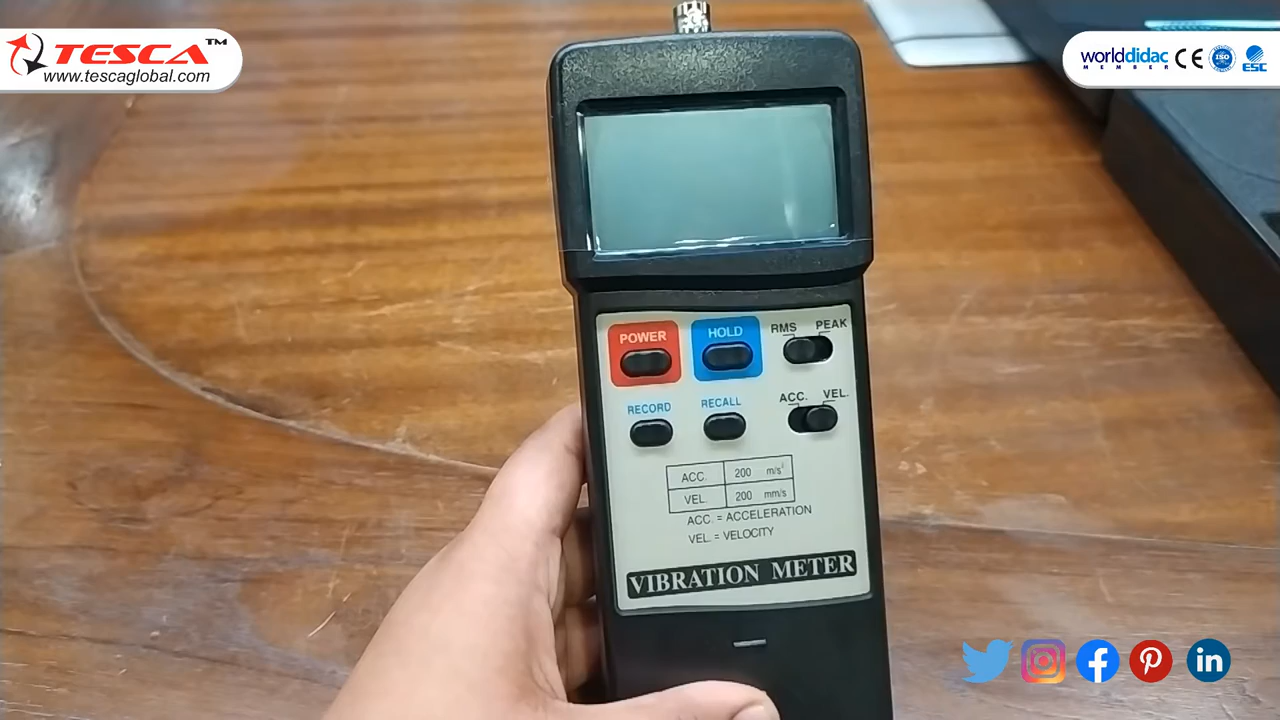 TESCA™
www.tescaglobal.com
worlddidac
MEMBER
CE
ISO
ESC
POWER
HOLD
RMS
PEAK
RECORD
RECALL
ACC.
VEL.
ACC. 200 m/s²
VEL. 200 mm/s
ACC. = ACCELERATION
VEL. = VELOCITY
VIBRATION METER
in